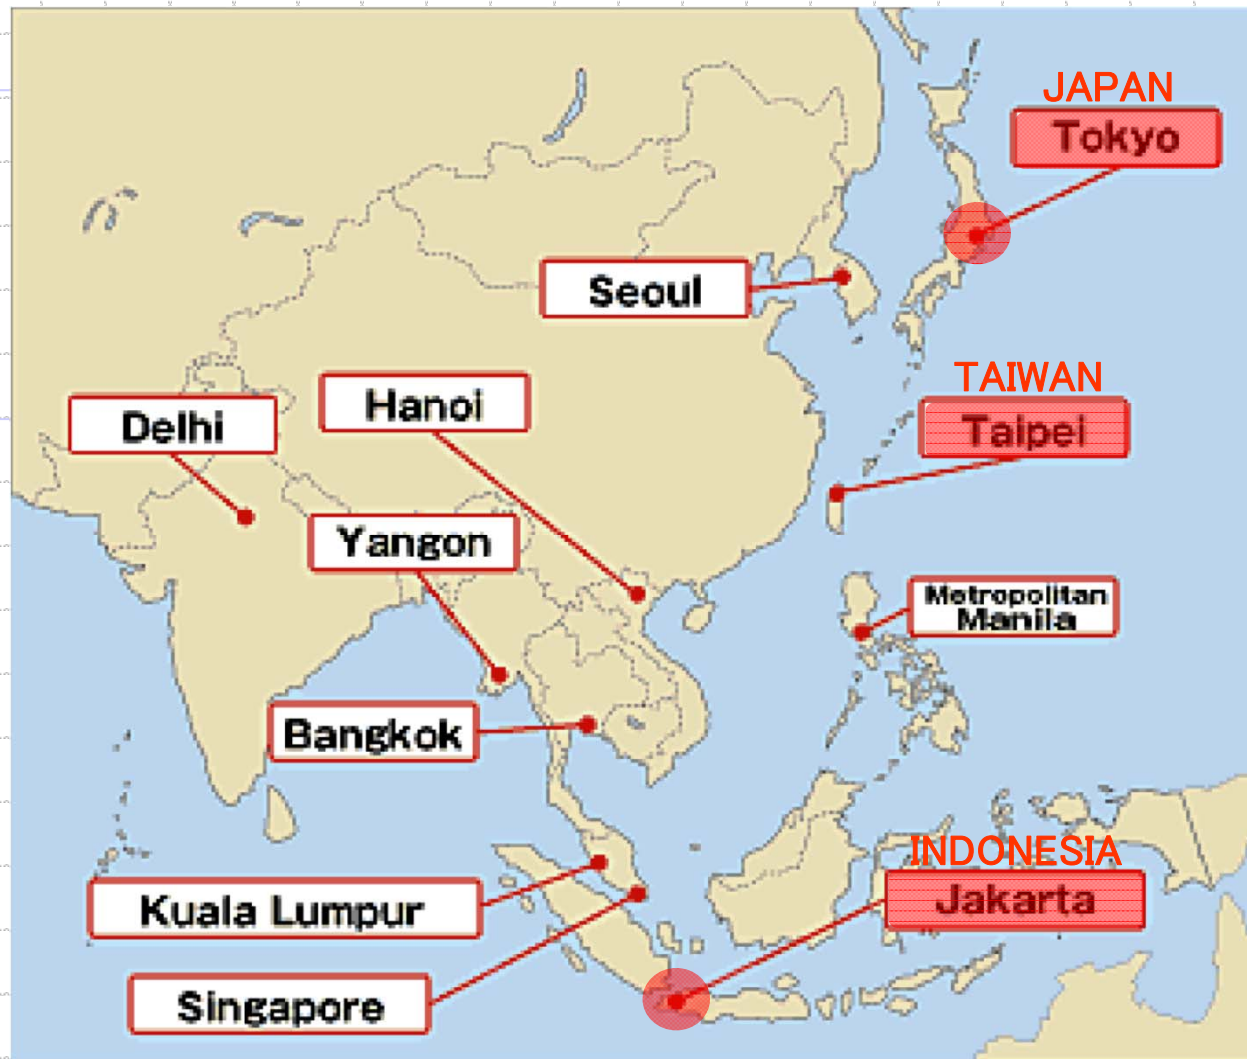 JAPAN
Tokyo
Seoul
TAIWAN
Taipei
Hanoi
Delhi
Yangon
Metropolitan
Manila
Bangkok
INDONESIA
Jakarta
Kuala Lumpur
Singapore